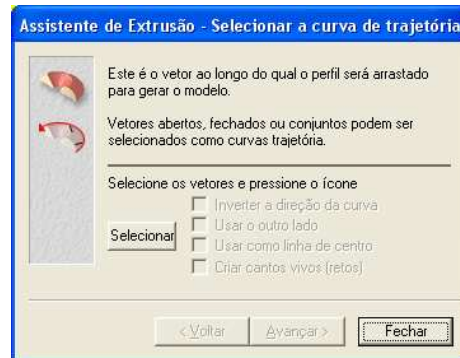 Assistente de Extrusão - Selecionar a curva de trajetória
Este é o vetor ao longo do qual o perfil será arrastado
para gerar o modelo.
Vetores abertos, fechados ou conjuntos podem ser
selecionados como curvas trajetória.
Selecione os vetores e pressione o ícone
Inverter a direção da curva
Usar o outro lado
Selecionar
Usar como linha de centro
Criar cantos vivos (retos)
< Voltar
Avançar >
Fechar